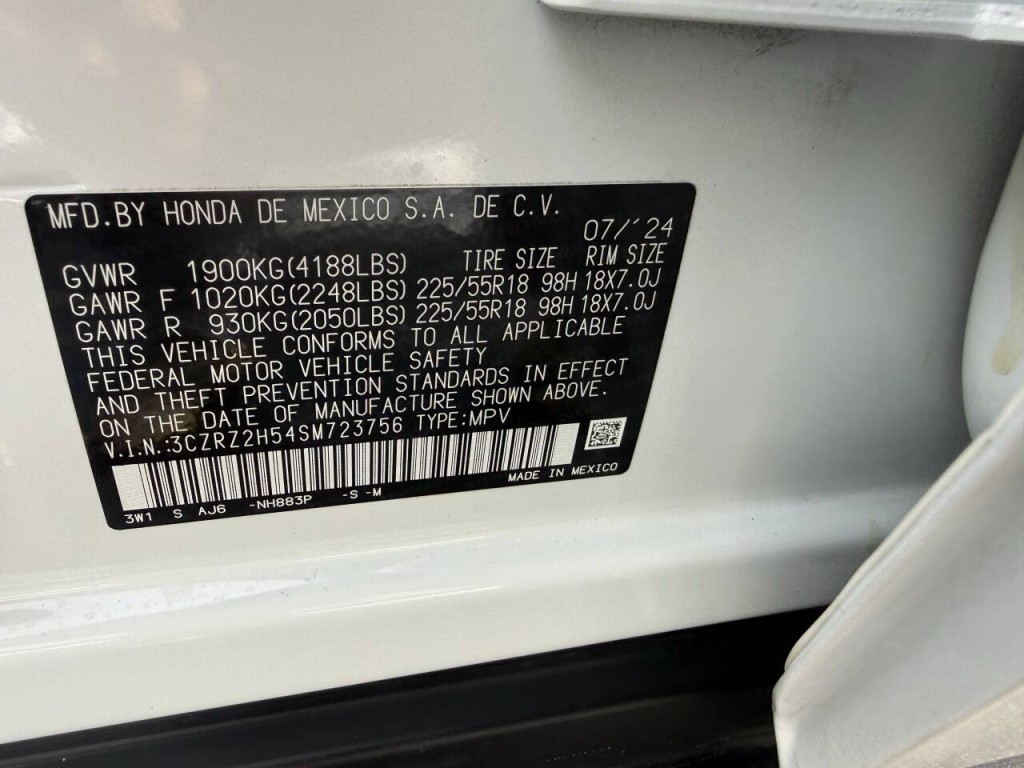 MFD.BY HONDA DE MEXICO S.A. DE C.V.
07/'24
GVWR 1900KG(4188LBS) TIRE SIZE RIM SIZE
GAWR F 1020KG(2248LBS) 225/55R18 98H 18X7.0J
GAWR R 930KG(2050LBS) 225/55R18 98H 18X7.0J
THIS VEHICLE CONFORMS TO ALL APPLICABLE
FEDERAL MOTOR VEHICLE SAFETY
AND THEFT PREVENTION STANDARDS IN EFFECT
ON THE DATE OF MANUFACTURE SHOWN ABOVE.
V.I.N.:3CZRZ2H54SM723756 TYPE:MPV
MADE IN MEXICO
3W1 S AJ6 -NH883P -S -M